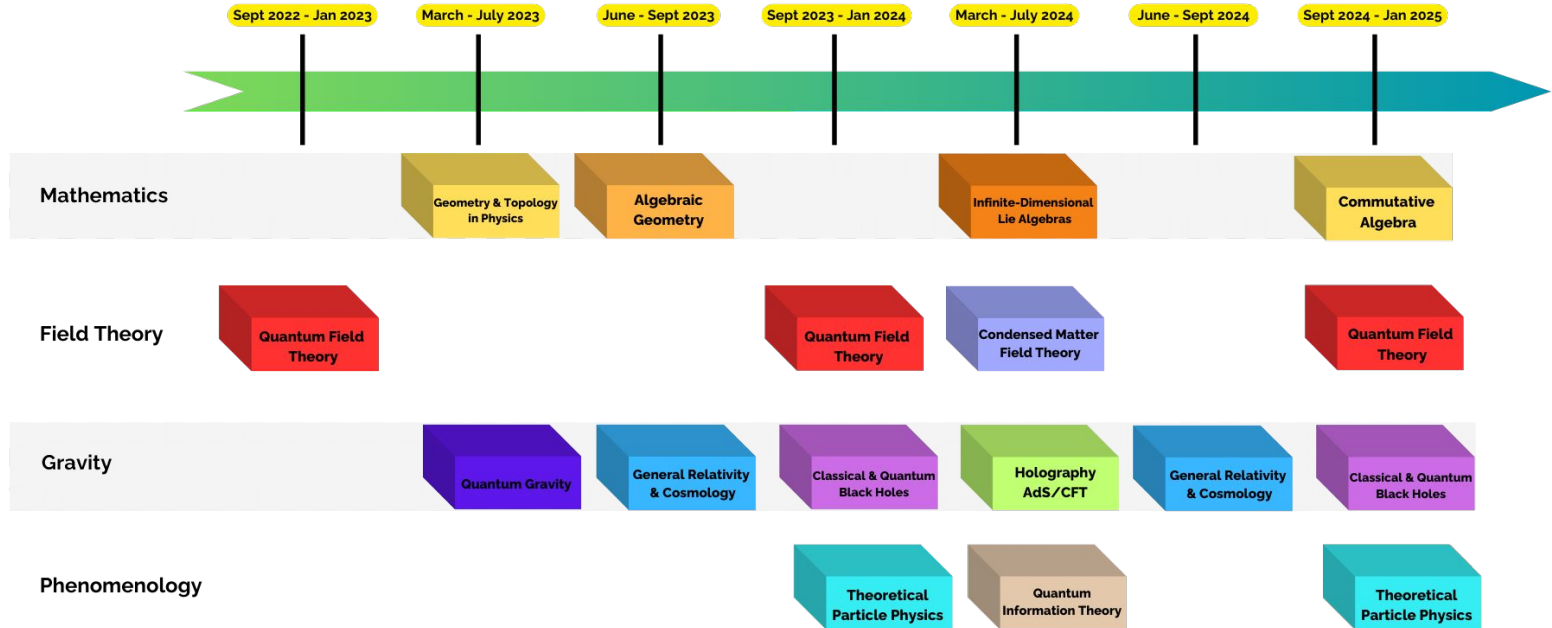 Sept 2022 - Jan 2023
March - July 2023
June - Sept 2023
Sept 2023 - Jan 2024
March - July 2024
June - Sept 2024
Sept 2024 - Jan 2025
Mathematics
Geometry & Topology
in Physics
Algebraic
Geometry
Infinite-Dimensional
Lie Algebras
Commutative
Algebra
Field Theory
Quantum Field
Theory
Quantum Field
Theory
Condensed Matter
Field Theory
Quantum Field
Theory
Gravity
Quantum Gravity
General Relativity
& Cosmology
Classical & Quantum
Black Holes
Holography
AdS/CFT
General Relativity
& Cosmology
Classical & Quantum
Black Holes
Phenomenology
Theoretical
Particle Physics
Quantum
Information Theory
Theoretical
Particle Physics